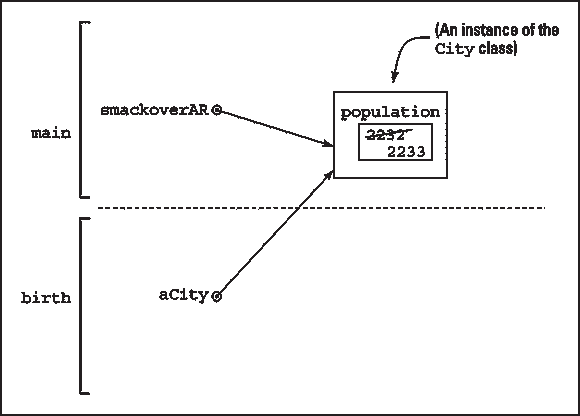 (An instance of the
City class)
smackoverAR
population
main
2232
2233
aCity
birth